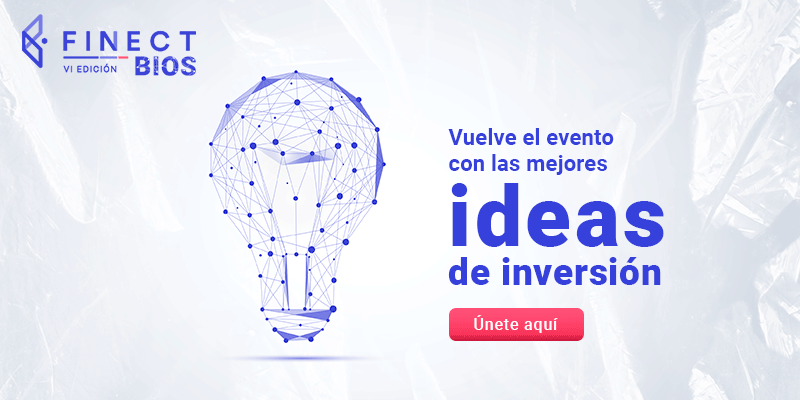 FINECT
VI EDICIÓN BIOS
Vuelve el evento
con las mejores
ideas
de inversión
Únete aquí